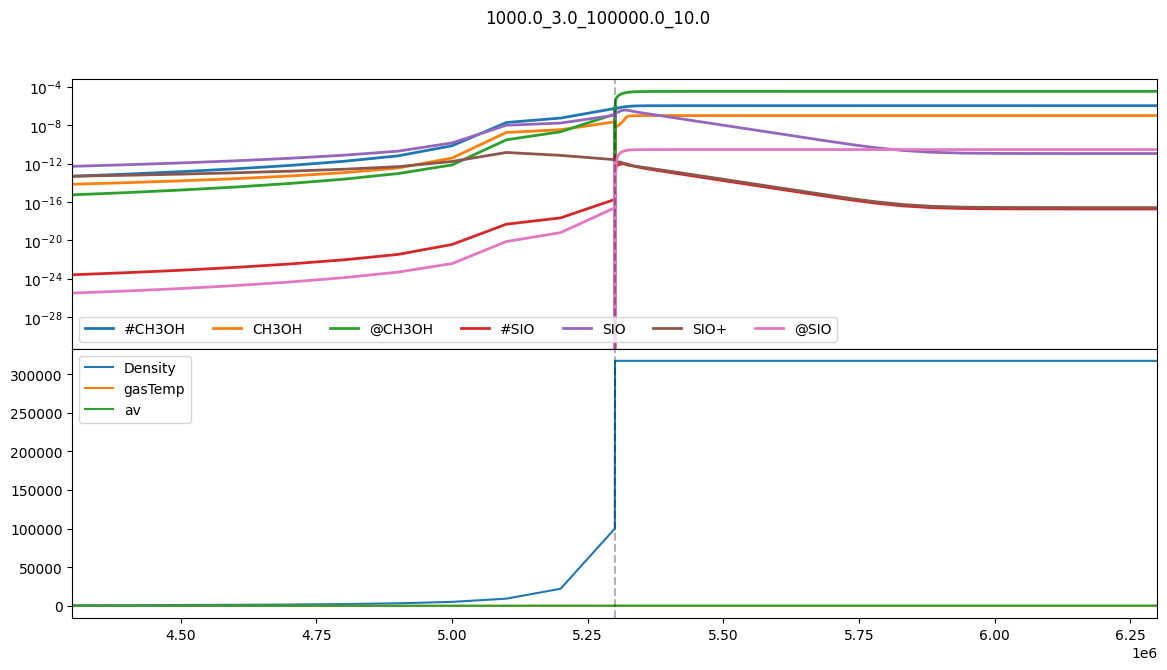 1000.0_3.0_100000.0_10.0
10⁻⁴
10⁻⁸
10⁻¹²
10⁻¹⁶
10⁻²⁰
10⁻²⁴
10⁻²⁸
#CH3OH CH3OH @CH3OH #SIO SIO SIO+ @SIO
Density
gasTemp
av
300000
250000
200000
150000
100000
50000
0
4.50 4.75 5.00 5.25 5.50 5.75 6.00 6.25
1e6